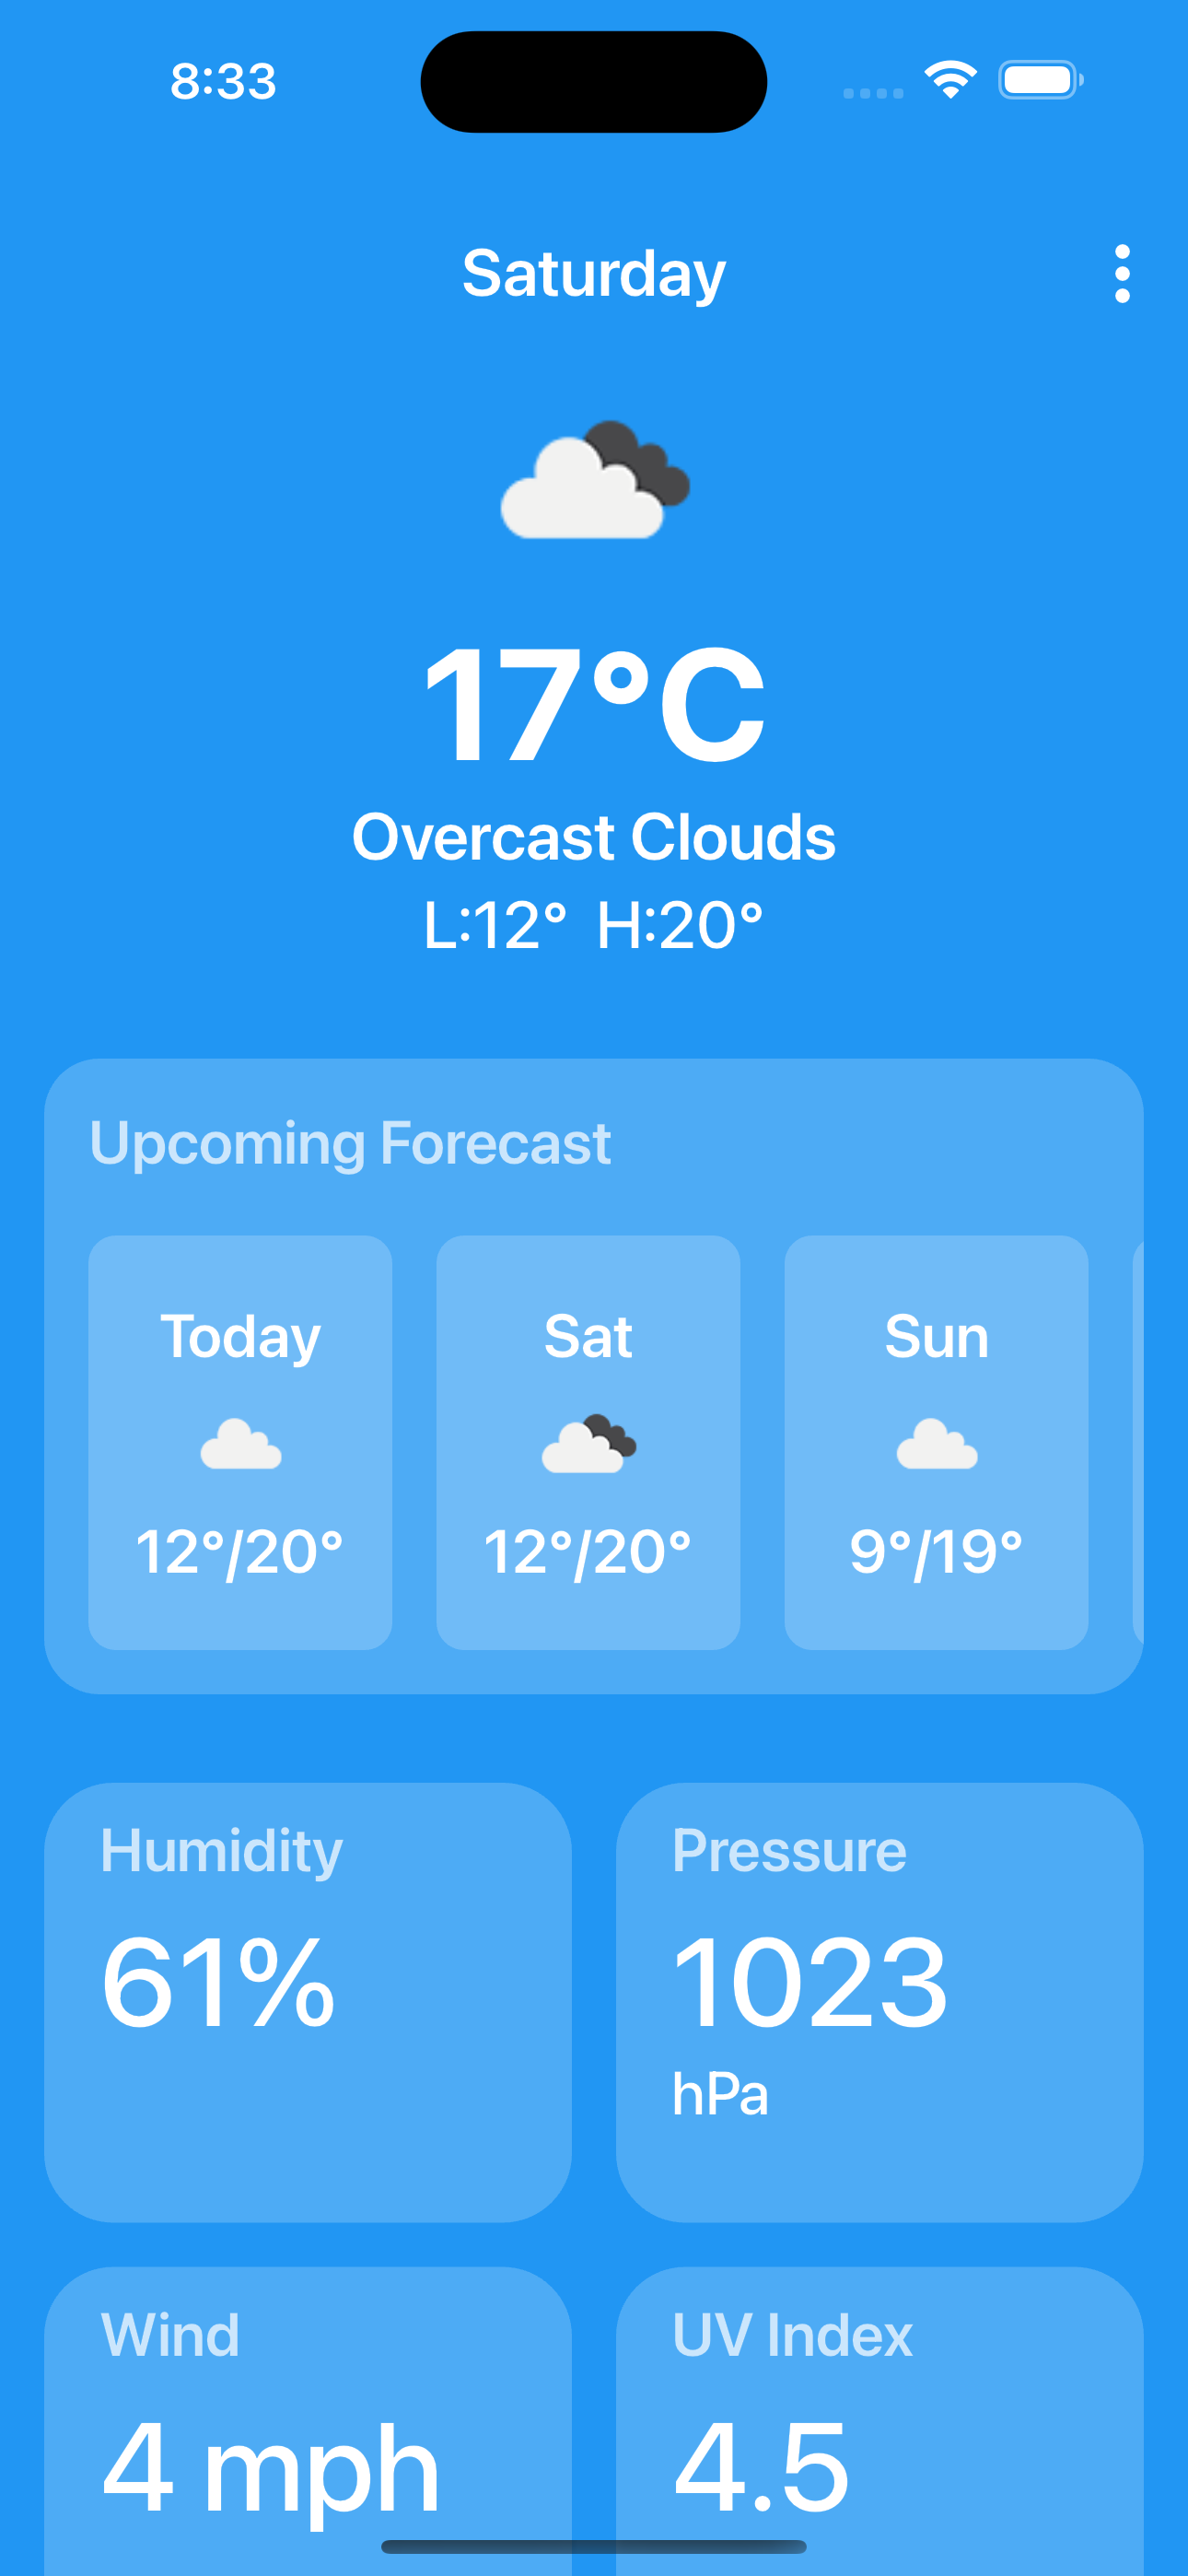 8:33
Saturday
17°C
Overcast Clouds
L:12° H:20°
Upcoming Forecast
Today Sat Sun
12°/20° 12°/20° 9°/19°
Humidity Pressure
61% 1023
hPa
Wind UV Index
4 mph 4.5